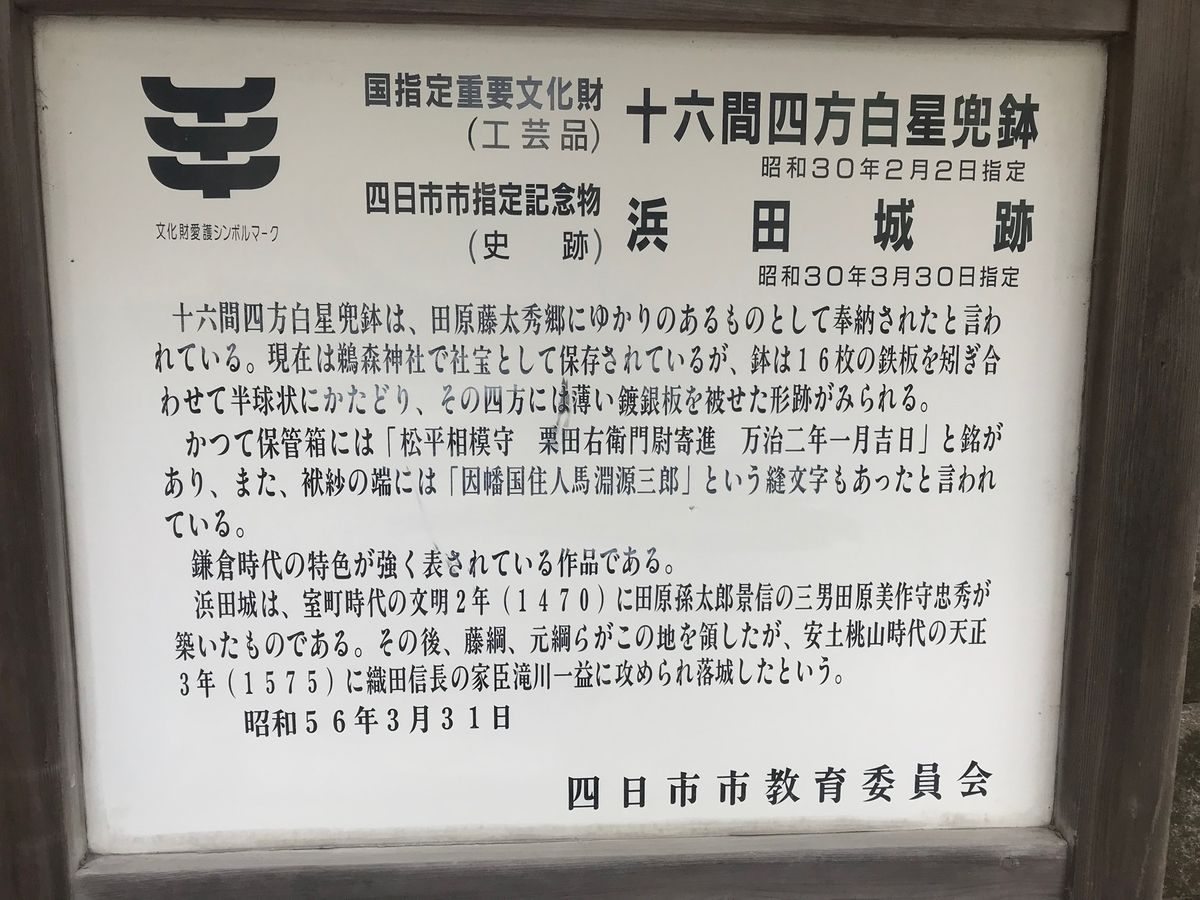 国指定重要文化財 十六間四方白星兜鉢
(工芸品)
昭和30年2月2日指定
四日市市指定記念物 浜田城跡
(史跡)
昭和30年3月30日指定
文化財愛護シンボルマーク
十六間四方白星兜鉢は、田原藤太秀郷にゆかりのあるものとして奉納されたと言わ
れている。現在は鵜森神社で社宝として保存されているが、鉢は16枚の鉄板を矧ぎ合
わせて半球状にかたどり、その四方には薄い鍍銀板を被せた形跡がみられる。
かつて保管箱には「松平相模守 栗田右衛門尉寄進 万治二年一月吉日」と銘が
あり、また、袱紗の端には「因幡国住人馬淵源三郎」という縫文字もあったと言われ
ている。
鎌倉時代の特色が強く表されている作品である。
浜田城は、室町時代の文明2年(1470)に田原孫太郎景信の三男田原美作守忠秀が
築いたものである。その後、藤綱、元綱らがこの地を領したが、安土桃山時代の天正
3年(1575)に織田信長の家臣滝川一益に攻められ落城したという。
昭和56年3月31日
四日市市教育委員会